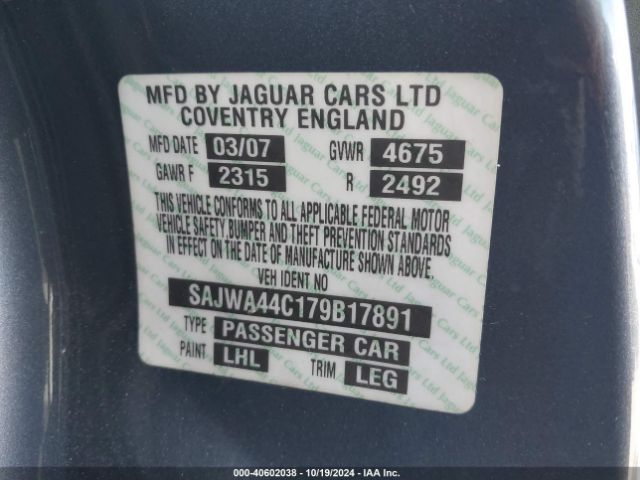 MFD BY JAGUAR CARS LTD
COVENTRY ENGLAND
MFD DATE 03/07 GVWR 4675
GAWR F 2315 R 2492
THIS VEHICLE CONFORMS TO ALL APPLICABLE FEDERAL MOTOR
VEHICLE SAFETY, BUMPER AND THEFT PREVENTION STANDARDS
IN EFFECT ON THE DATE OF MANUFACTURE SHOWN ABOVE.
VEH IDENT NO
SAJWA44C179B17891
TYPE PASSENGER CAR
PAINT LHL TRIM LEG
000-40602038 - 10/19/2024 - IAA Inc.